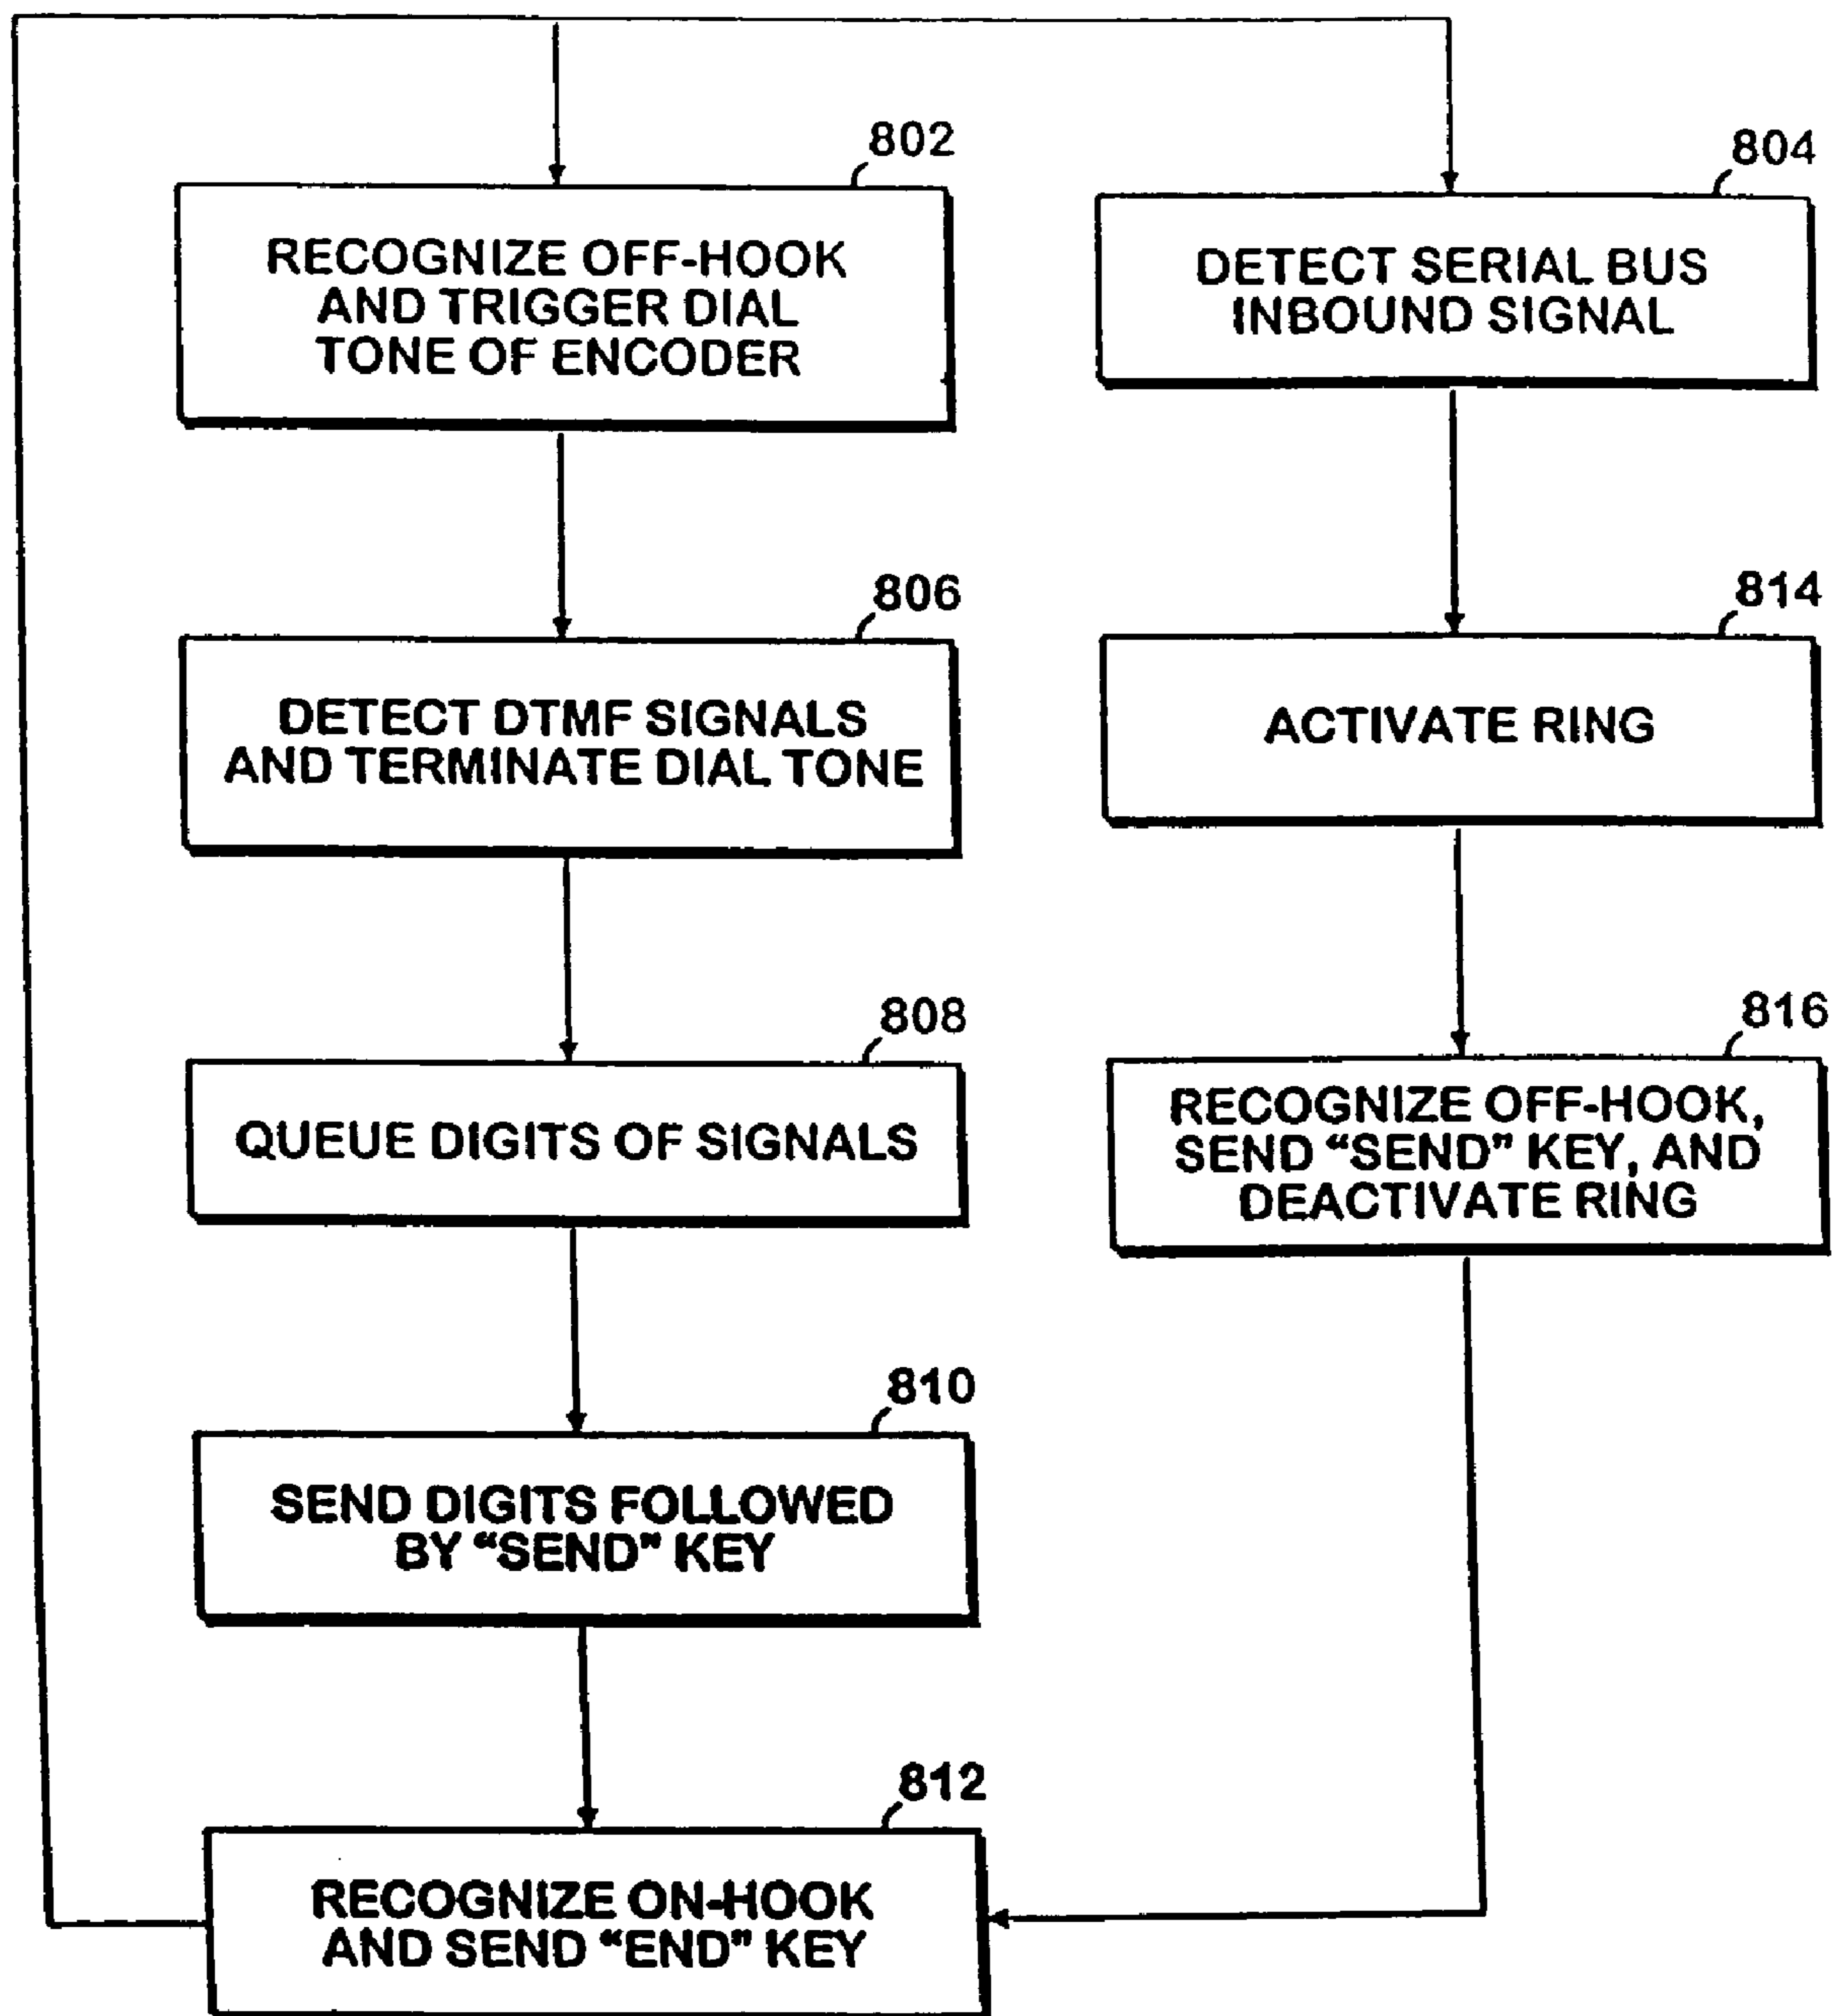 802
RECOGNIZE OFF-HOOK
AND TRIGGER DIAL
TONE OF ENCODER
804
DETECT SERIAL BUS
INBOUND SIGNAL
806
DETECT DTMF SIGNALS
AND TERMINATE DIAL TONE
814
ACTIVATE RING
808
QUEUE DIGITS OF SIGNALS
816
RECOGNIZE OFF-HOOK,
SEND “SEND” KEY, AND
DEACTIVATE RING
810
SEND DIGITS FOLLOWED
BY “SEND” KEY
812
RECOGNIZE ON-HOOK
AND SEND “END” KEY